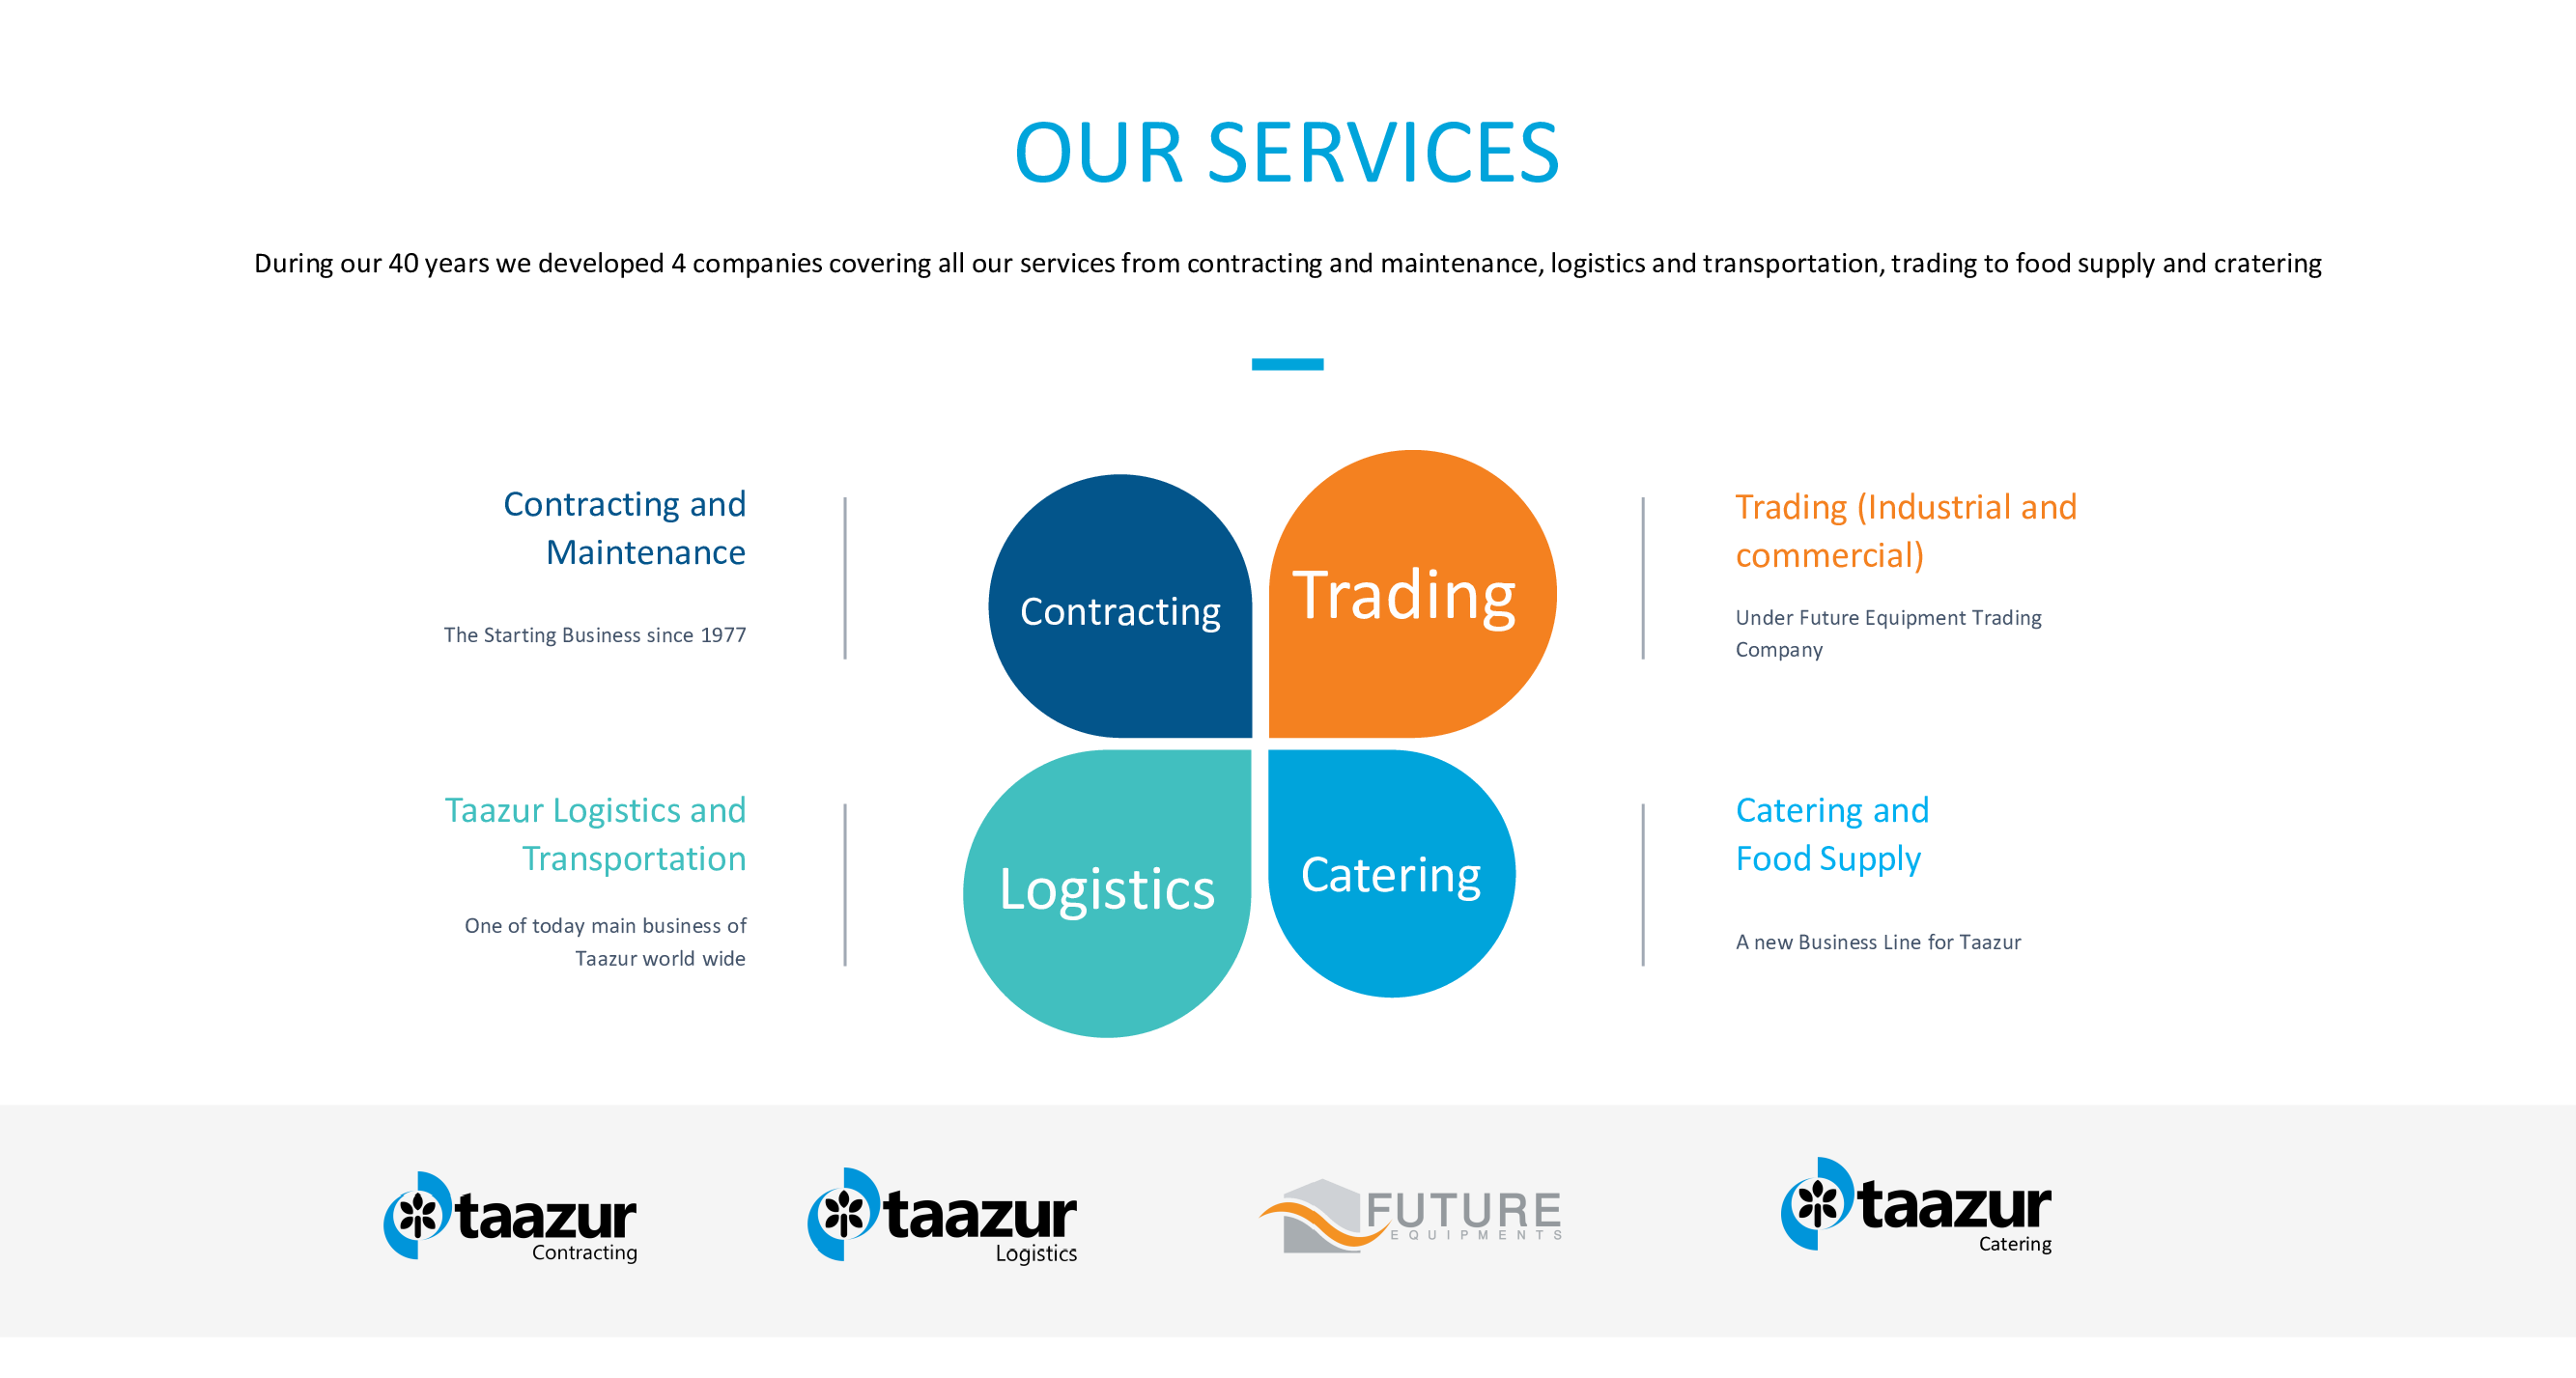 OUR SERVICES
During our 40 years we developed 4 companies covering all our services from contracting and maintenance, logistics and transportation, trading to food supply and cratering
Contracting and
Maintenance
The Starting Business since 1977
Contracting
Trading
Trading (Industrial and
commercial)
Under Future Equipment Trading
Company
Taazur Logistics and
Transportation
One of today main business of
Taazur world wide
Logistics
Catering
Catering and
Food Supply
A new Business Line for Taazur
taazur
Contracting
taazur
Logistics
FUTURE
EQUIPMENTS
taazur
Catering